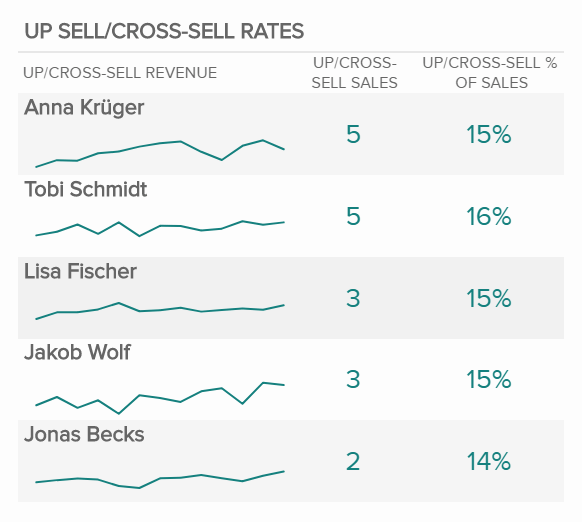 UP SELL/CROSS-SELL RATES
UP/CROSS-SELL REVENUE
UP/CROSS-
SELL SALES
UP/CROSS-SELL %
OF SALES
Anna Krüger
5
15%
Tobi Schmidt
5
16%
Lisa Fischer
3
15%
Jakob Wolf
3
15%
Jonas Becks
2
14%